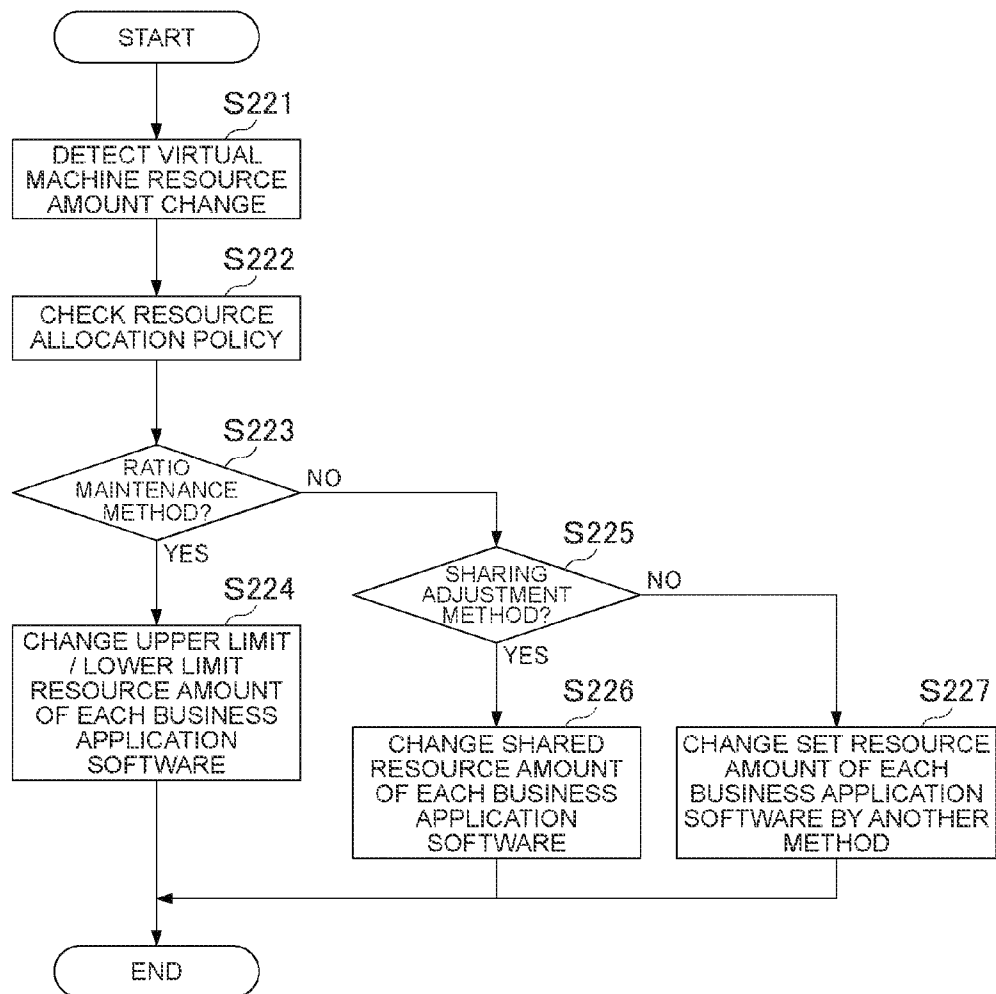 START
S221
DETECT VIRTUAL
MACHINE RESOURCE
AMOUNT CHANGE
S222
CHECK RESOURCE
ALLOCATION POLICY
S223
RATIO
MAINTENANCE
METHOD?
NO
YES
S224
CHANGE UPPER LIMIT
/ LOWER LIMIT
RESOURCE AMOUNT
OF EACH BUSINESS
APPLICATION
SOFTWARE
S225
SHARING
ADJUSTMENT
METHOD?
NO
YES
S226
CHANGE SHARED
RESOURCE AMOUNT
OF EACH BUSINESS
APPLICATION
SOFTWARE
S227
CHANGE SET RESOURCE
AMOUNT OF EACH
BUSINESS APPLICATION
SOFTWARE BY ANOTHER
METHOD
END